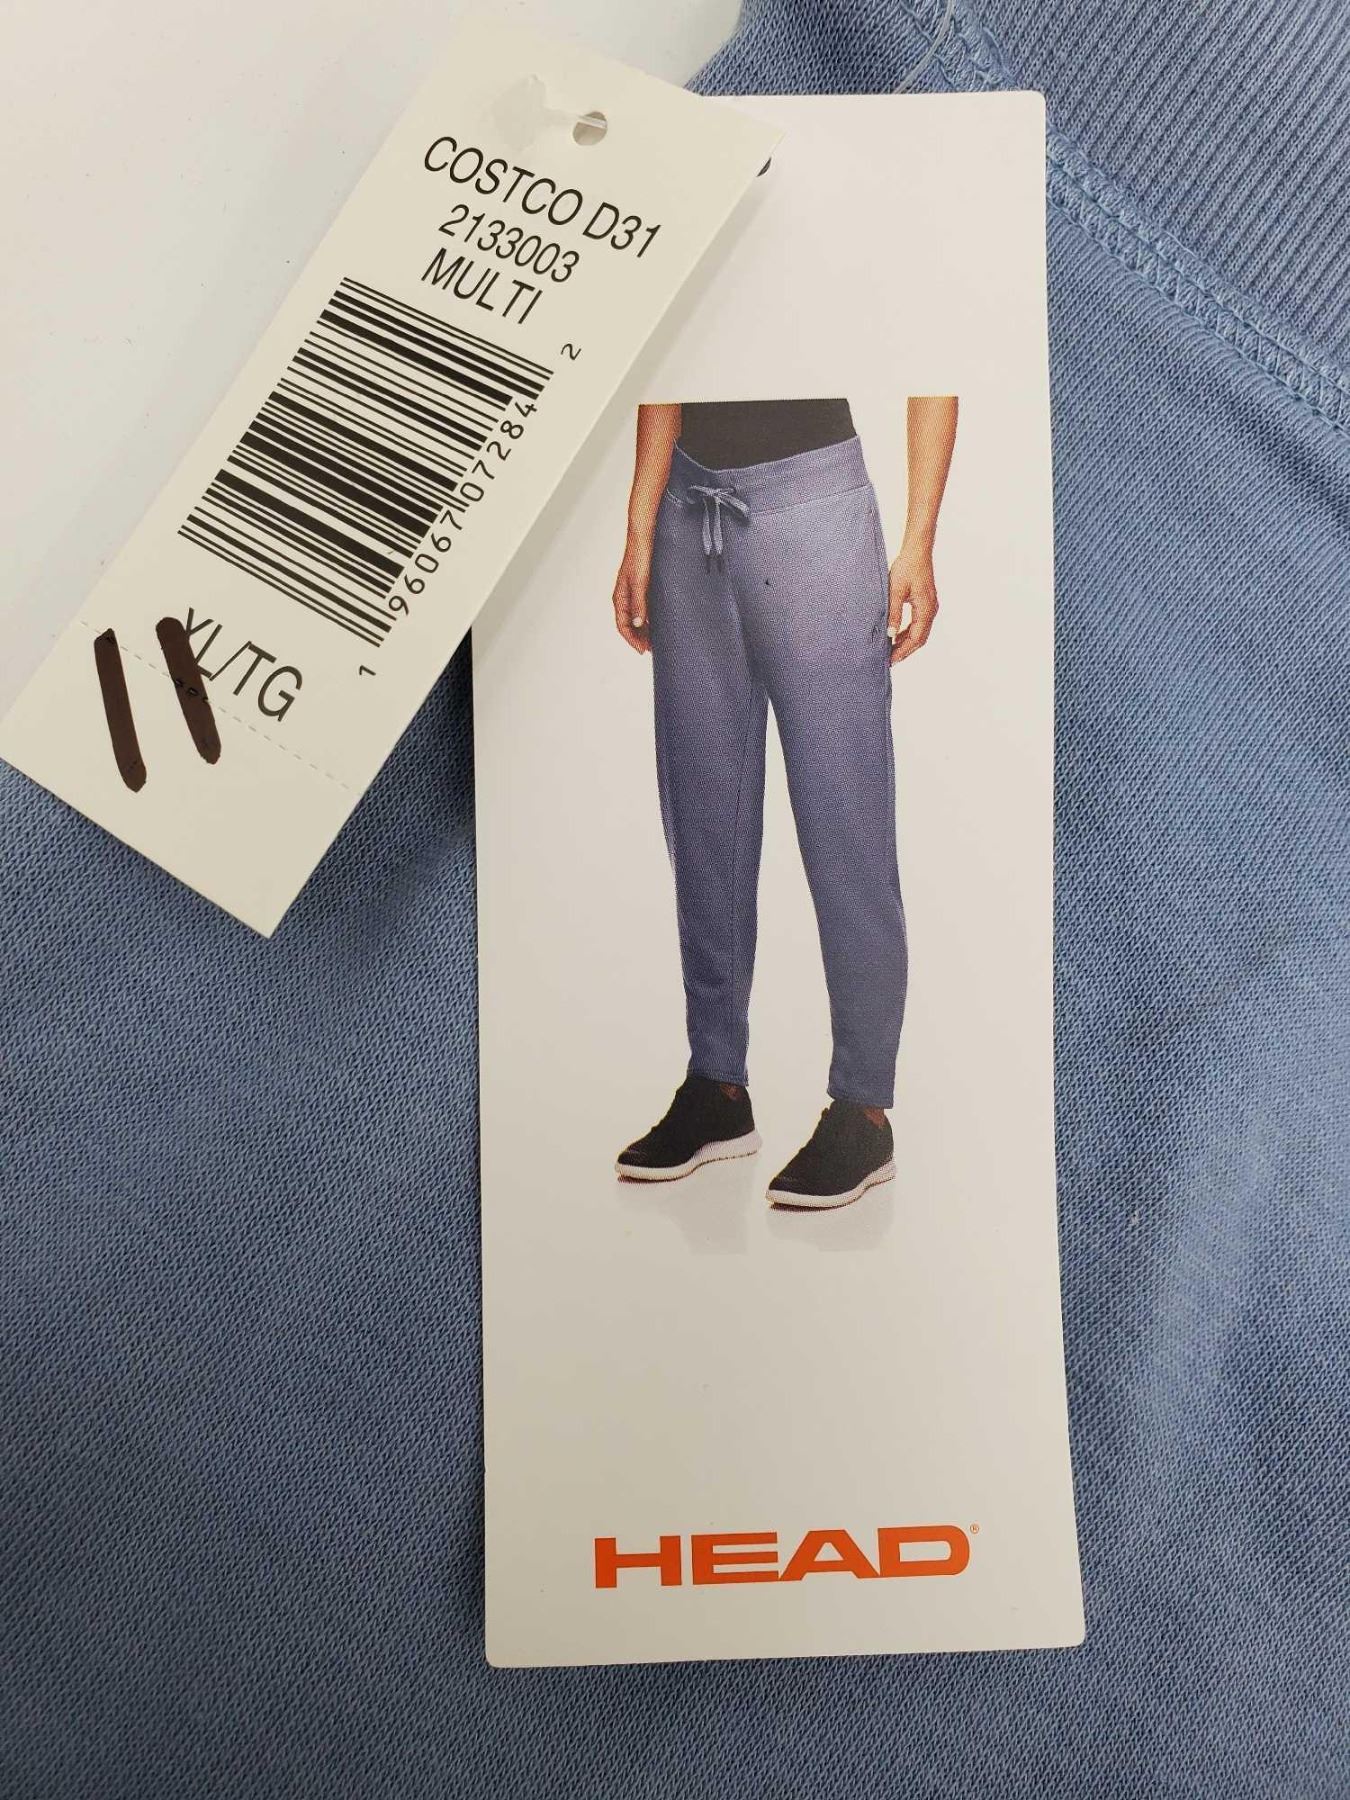 COSTCO D31
2133003
MULTI
1 96067 07284 2
XL/TG
HEAD®